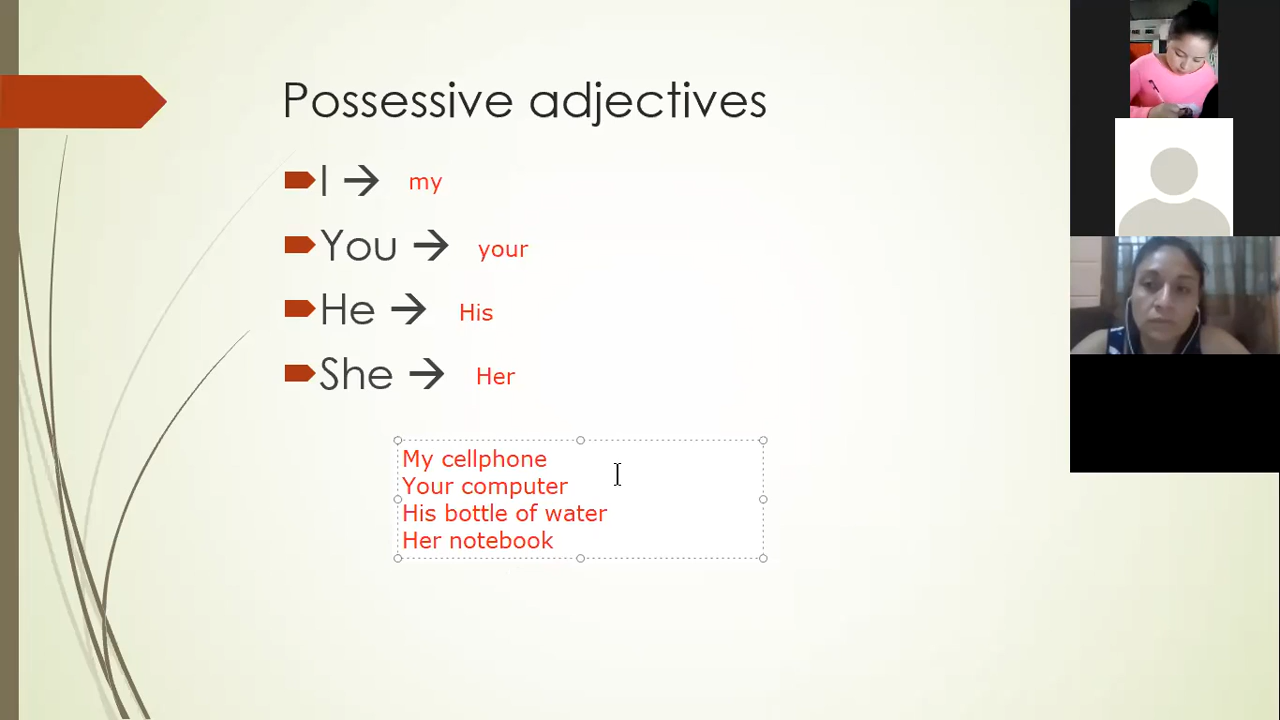 Possessive adjectives
I → my
You → your
He → His
She → Her
My cellphone
Your computer
His bottle of water
Her notebook